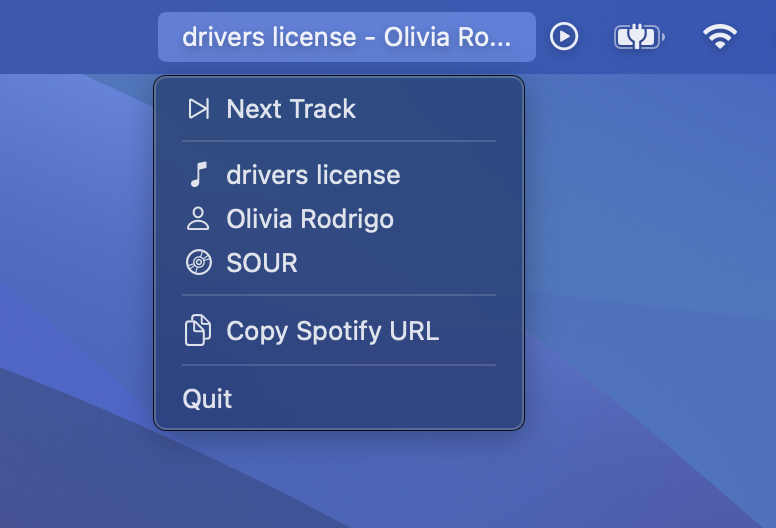 drivers license - Olivia Ro...
Next Track
drivers license
Olivia Rodrigo
SOUR
Copy Spotify URL
Quit